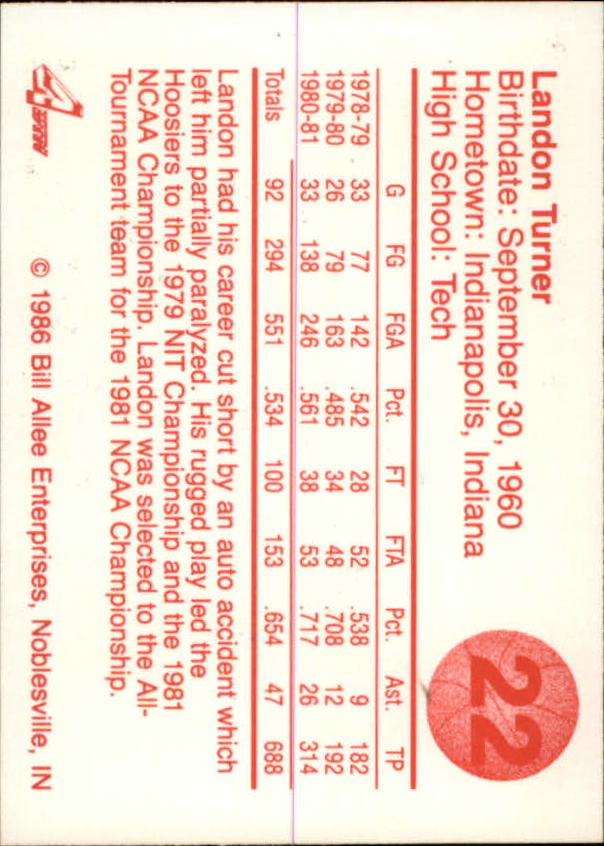 Landon Turner
Birthdate: September 30, 1960
Hometown: Indianapolis, Indiana
High School: Tech
22
G FG FGA Pct. FT FTA Pct. Ast. TP
1978-79 33 77 142 .542 28 52 .538 9 182
1979-80 26 79 163 .485 34 48 .708 12 192
1980-81 33 138 246 .561 38 53 .717 26 314
Totals 92 294 551 .534 100 153 .654 47 688
Landon had his career cut short by an auto accident which
left him partially paralyzed. His rugged play led the
Hoosiers to the 1979 NIT Championship and the 1981
NCAA Championship. Landon was selected to the All-
Tournament team for the 1981 NCAA Championship.
© 1986 Bill Allee Enterprises, Noblesville, IN